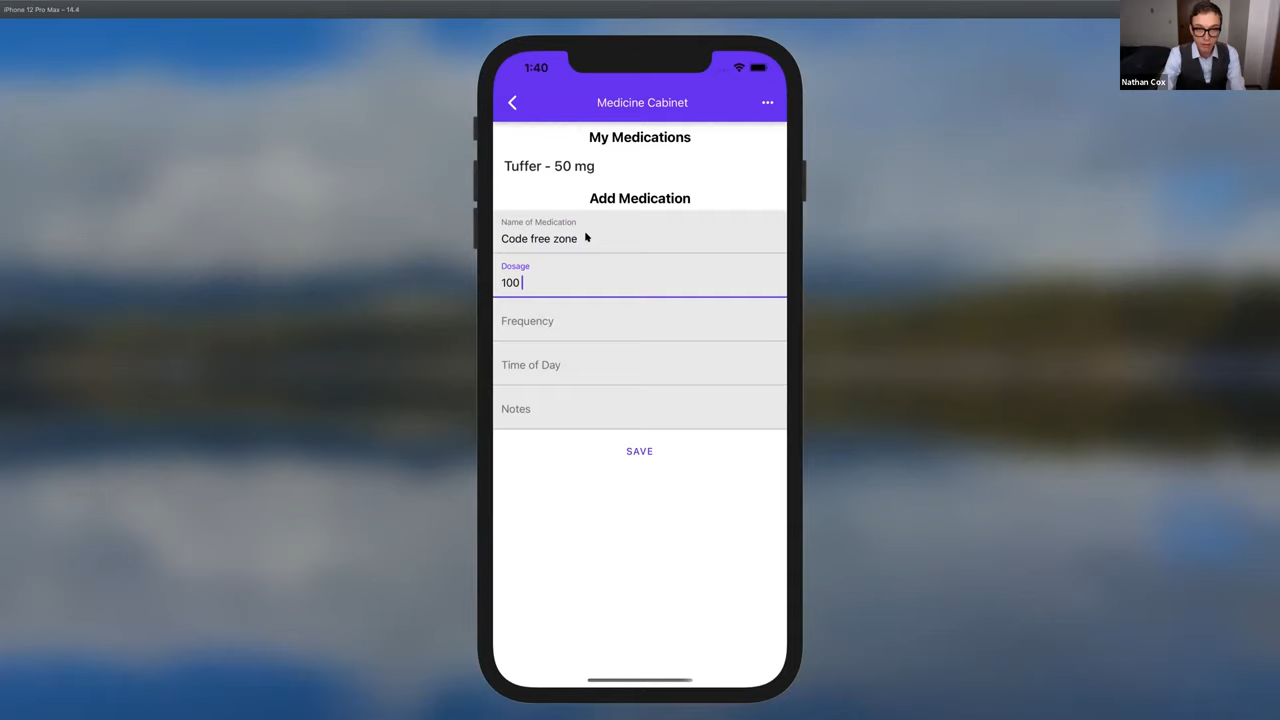 iPhone 12 Pro Max – 14.4
Nathan Cox
1:40
Medicine Cabinet
My Medications
Tuffer - 50 mg
Add Medication
Name of Medication
Code free zone
Dosage
100
Frequency
Time of Day
Notes
SAVE